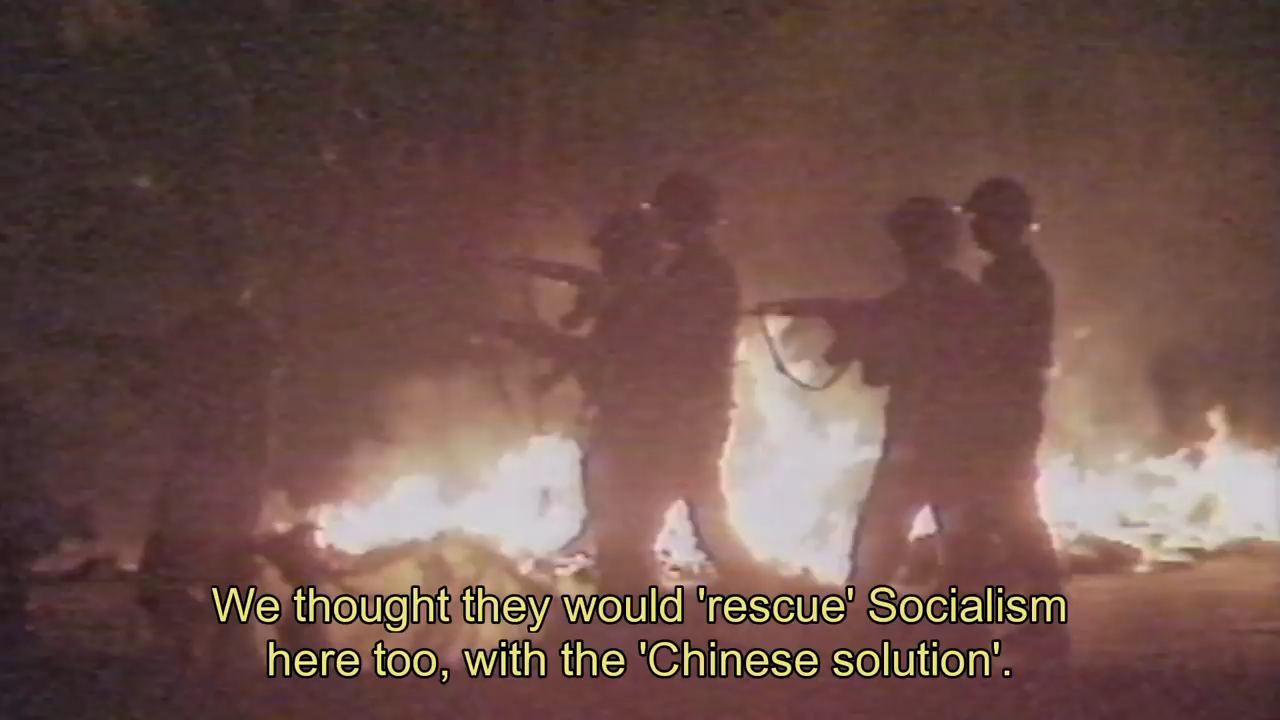 We thought they would 'rescue' Socialism
here too, with the 'Chinese solution'.